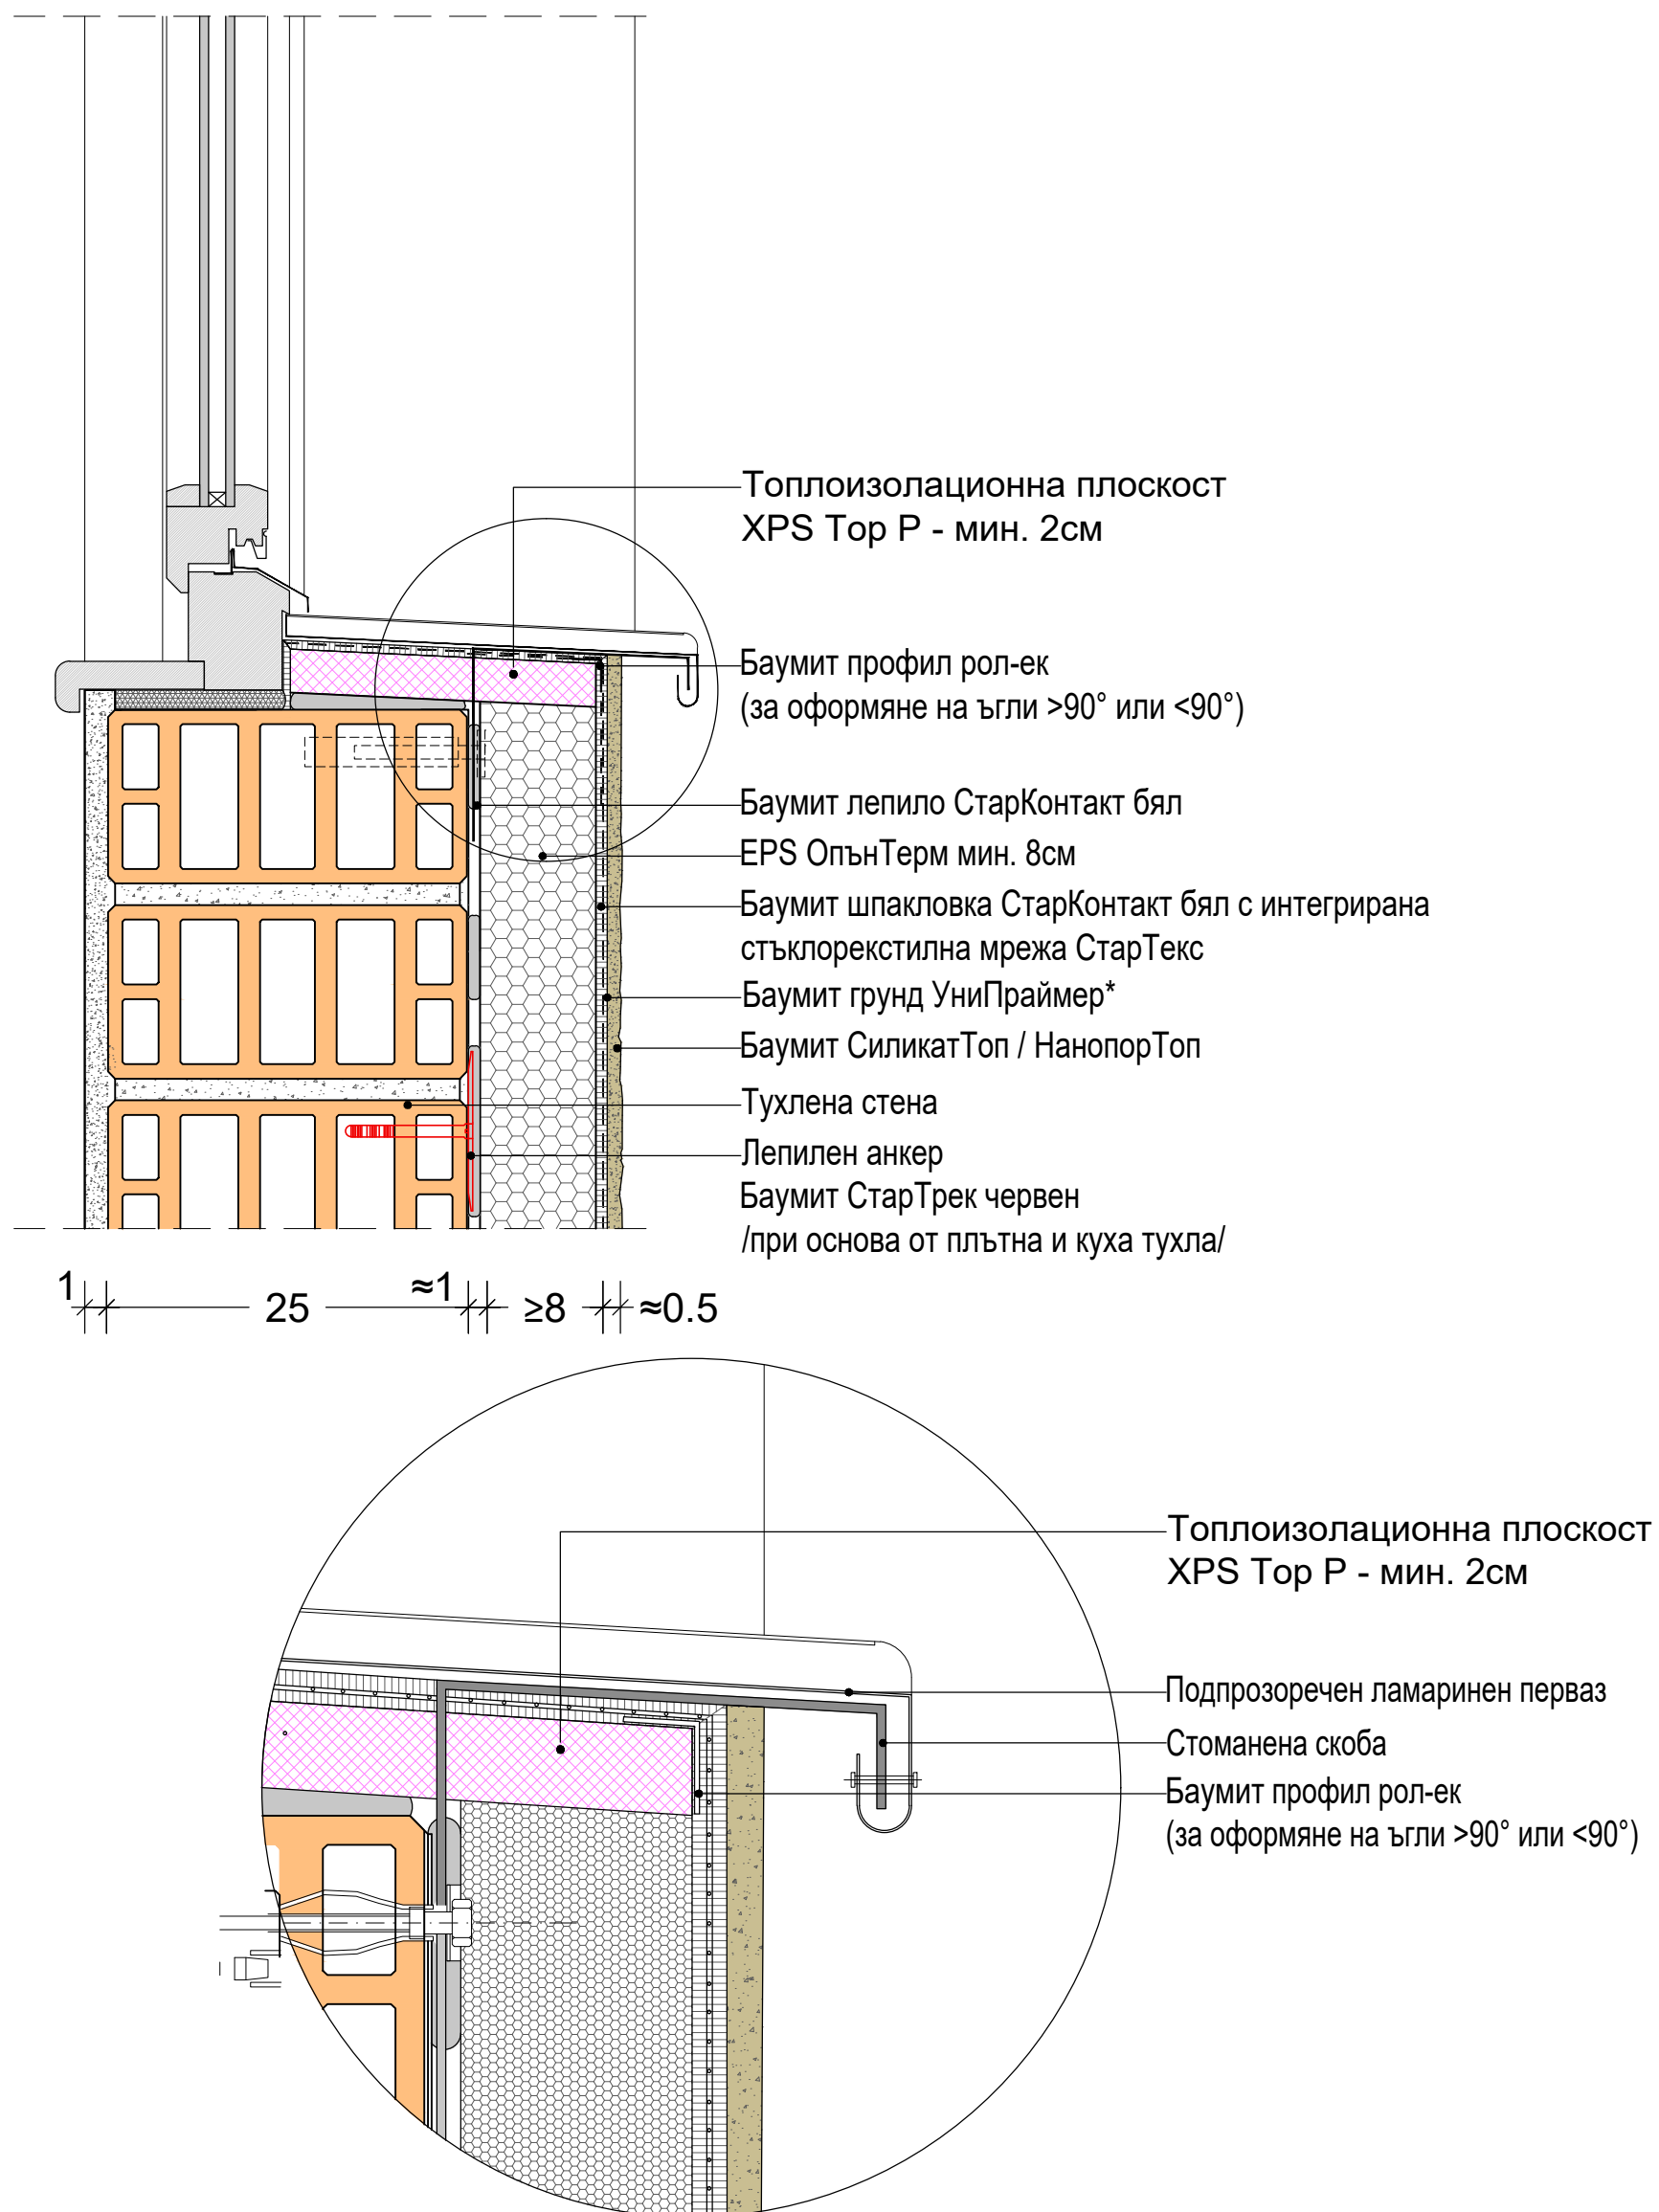 Топлоизолационна плоскост
XPS Top P - мин. 2см
Баумит профил рол-ек
(за оформяне на ъгли >90° или <90°)
Баумит лепило СтарКонтакт бял
EPS ОпънТерм мин. 8см
Баумит шпакловка СтарКонтакт бял с интегрирана
стъклорекстилна мрежа СтарТекс
Баумит грунд УниПраймер*
Баумит СиликатТоп / НанопорТоп
Тухлена стена
Лепилен анкер
Баумит СтарТрек червен
/при основа от плътна и куха тухла/
1 25 ≈1 ≥8 ≈0.5
Топлоизолационна плоскост
XPS Top P - мин. 2см
Подпрозоречен ламаринен перваз
Стоманена скоба
Баумит профил рол-ек
(за оформяне на ъгли >90° или <90°)